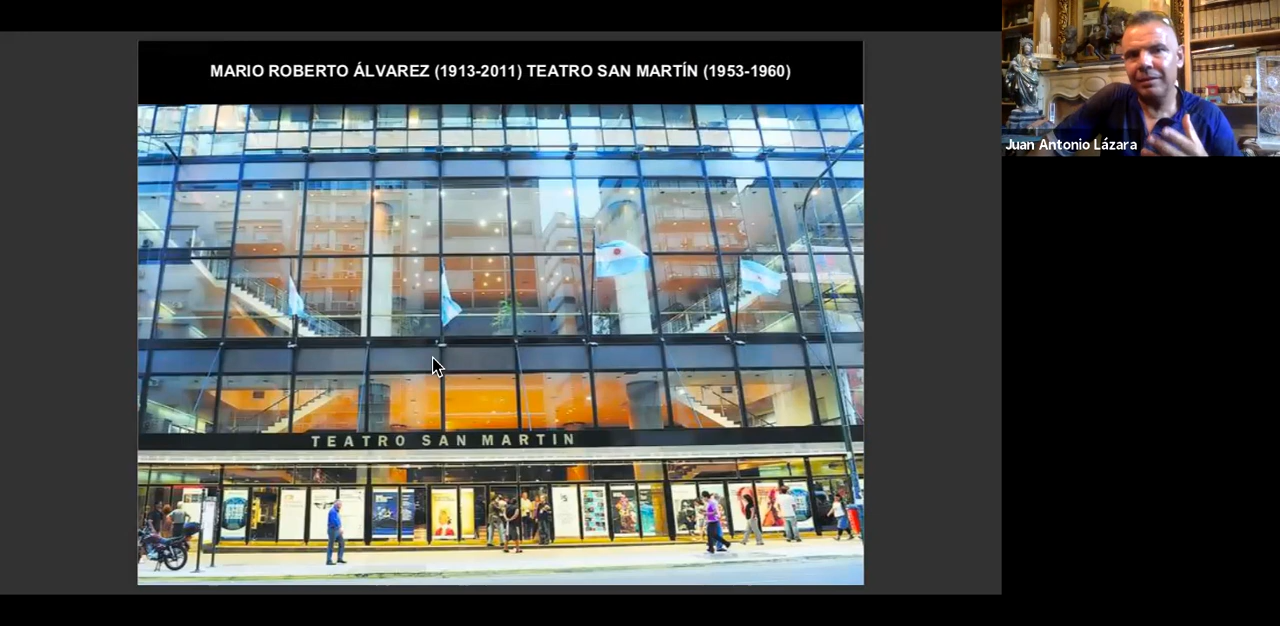 MARIO ROBERTO ÁLVAREZ (1913-2011) TEATRO SAN MARTÍN (1953-1960)
Juan Antonio Lázara
TEATRO SAN MARTIN